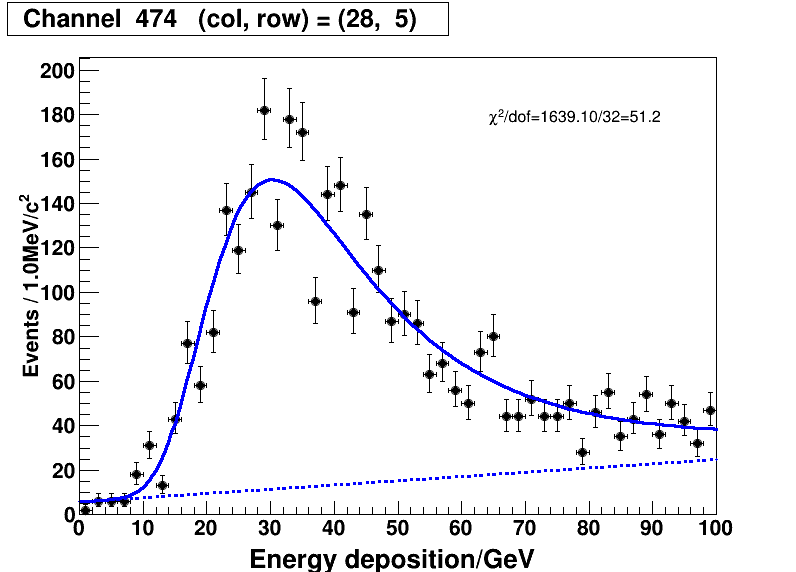 Channel 474 (col, row) = (28, 5)
χ²/dof=1639.10/32=51.2
Events / 1.0MeV/c²
200
180
160
140
120
100
80
60
40
20
0
0 10 20 30 40 50 60 70 80 90 100
Energy deposition/GeV